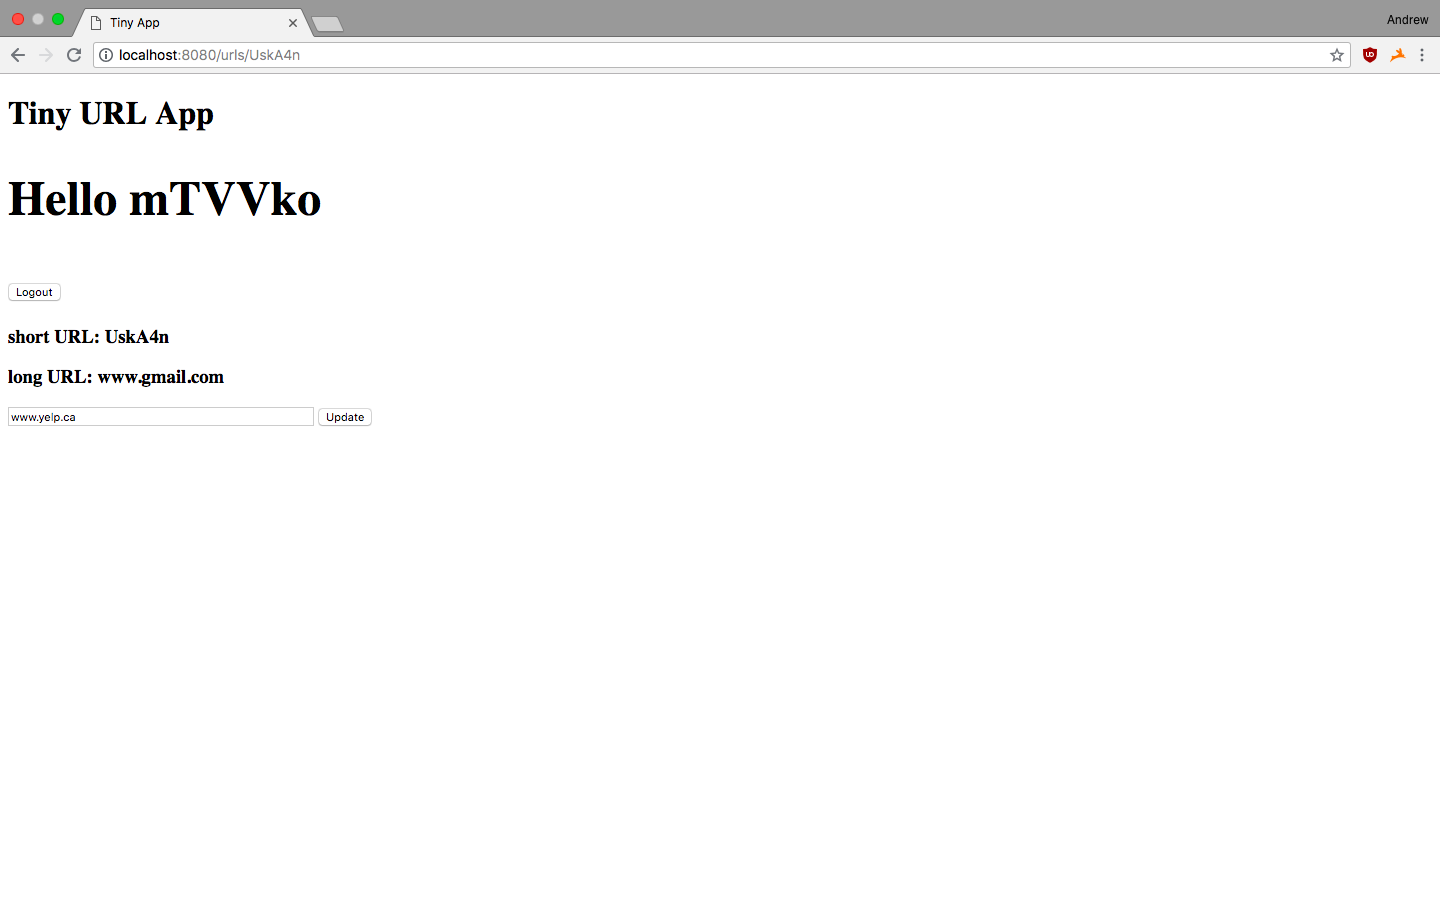 Tiny App
Andrew
localhost:8080/urls/UskA4n
Tiny URL App
Hello mTVVko
Logout
short URL: UskA4n
long URL: www.gmail.com
www.yelp.ca
Update